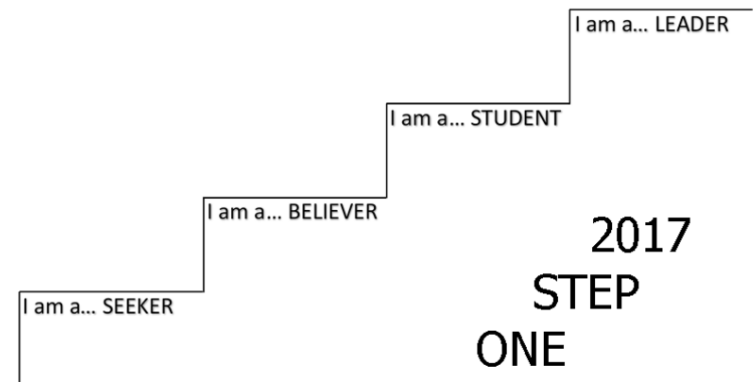 I am a... LEADER
I am a... STUDENT
I am a... BELIEVER
I am a... SEEKER
2017
STEP
ONE